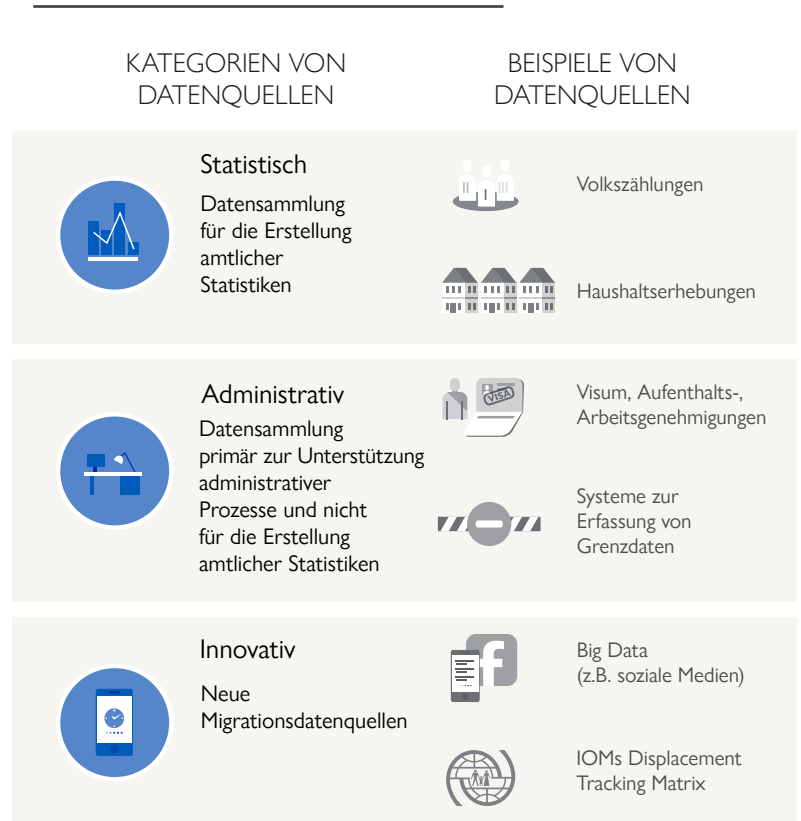 KATEGORIEN VON
DATENQUELLEN
BEISPIELE VON
DATENQUELLEN
Statistisch
Datensammlung
für die Erstellung
amtlicher
Statistiken
Volkszählungen
Haushaltserhebungen
Administrativ
Datensammlung
primär zur Unterstützung
administrativer
Prozesse und nicht
für die Erstellung
amtlicher Statistiken
VISA
Visum, Aufenthalts-,
Arbeitsgenehmigungen
Systeme zur
Erfassung von
Grenzdaten
Innovativ
Neue
Migrationsdatenquellen
f
Big Data
(z.B. soziale Medien)
IOMs Displacement
Tracking Matrix